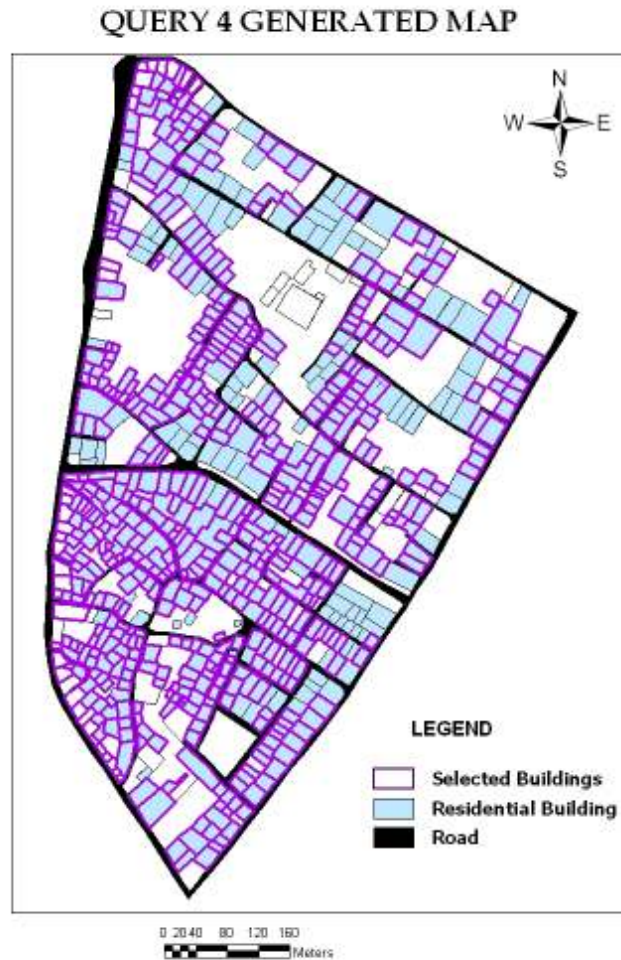 QUERY 4 GENERATED MAP
N
W E
S
LEGEND
Selected Buildings
Residential Building
Road
0 20 40 80 120 160
Meters